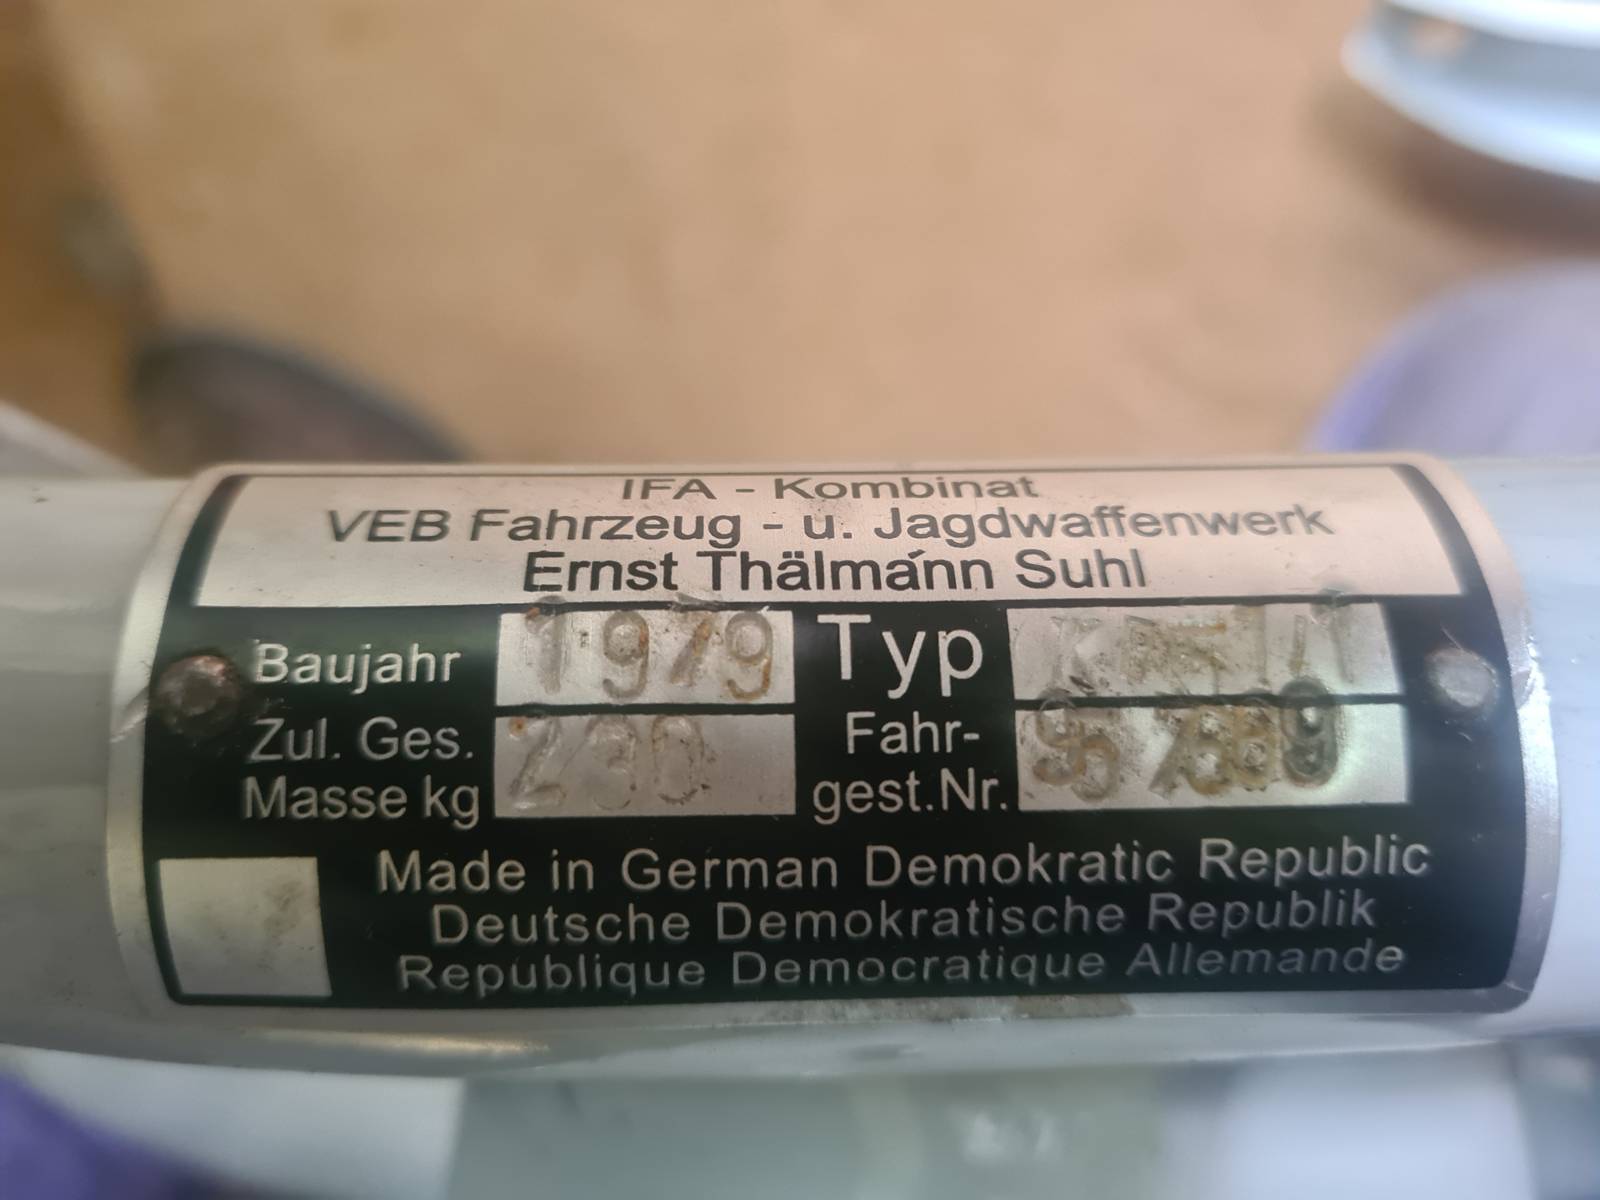 IFA - Kombinat
VEB Fahrzeug - u. Jagdwaffenwerk
Ernst Thälmann Suhl
Baujahr 1979 Typ
Zul. Ges. Masse kg 230 Fahr-gest.Nr.
Made in German Demokratic Republic
Deutsche Demokratische Republik
Republique Democratique Allemande